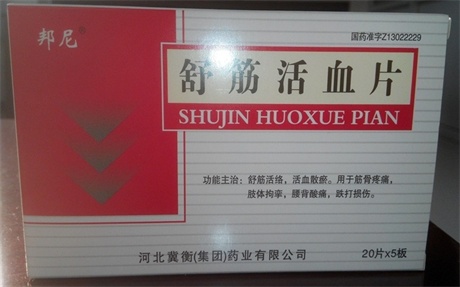 邦尼®
国药准字Z13022229
舒筋活血片
SHUJIN HUOXUE PIAN
功能主治：舒筋活络，活血散瘀。用于筋骨疼痛，
肢体拘挛，腰背酸痛，跌打损伤。
河北冀衡(集团)药业有限公司
20片x5板